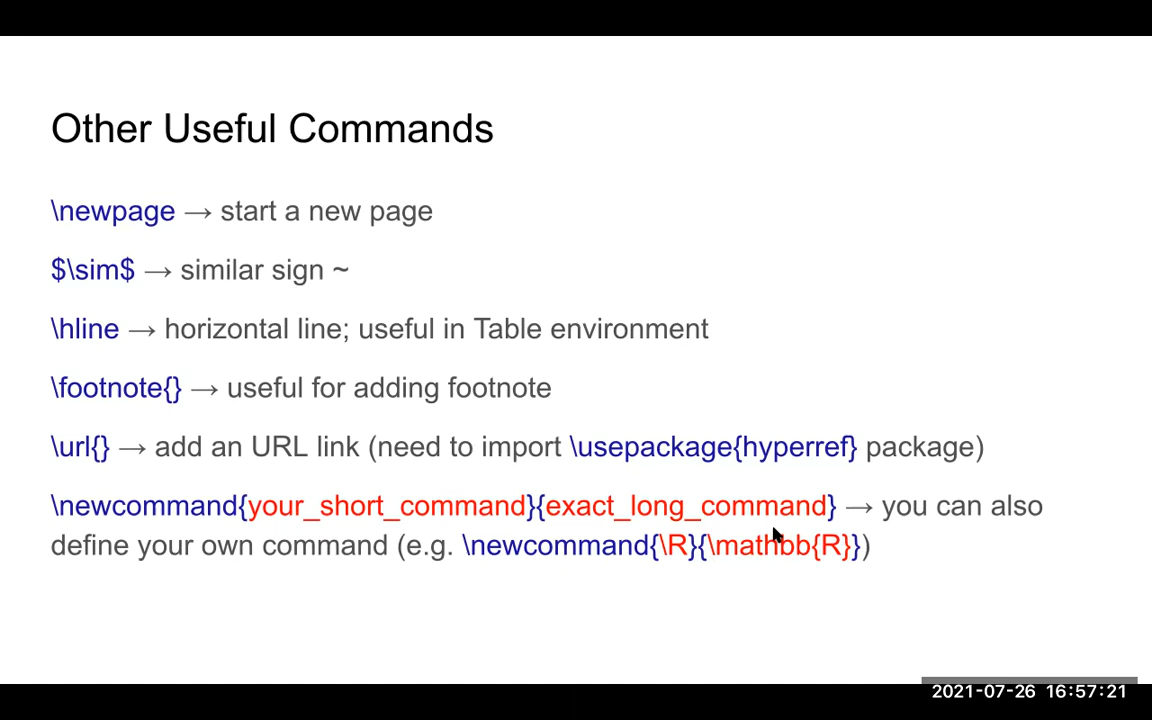 Other Useful Commands
\newpage → start a new page
$\sim$ → similar sign ~
\hline → horizontal line; useful in Table environment
\footnote{} → useful for adding footnote
\url{} → add an URL link (need to import \usepackage{hyperref} package)
\newcommand{your_short_command}{exact_long_command} → you can also
define your own command (e.g. \newcommand{\R}{\mathbb{R}})
2021-07-26 16:57:21